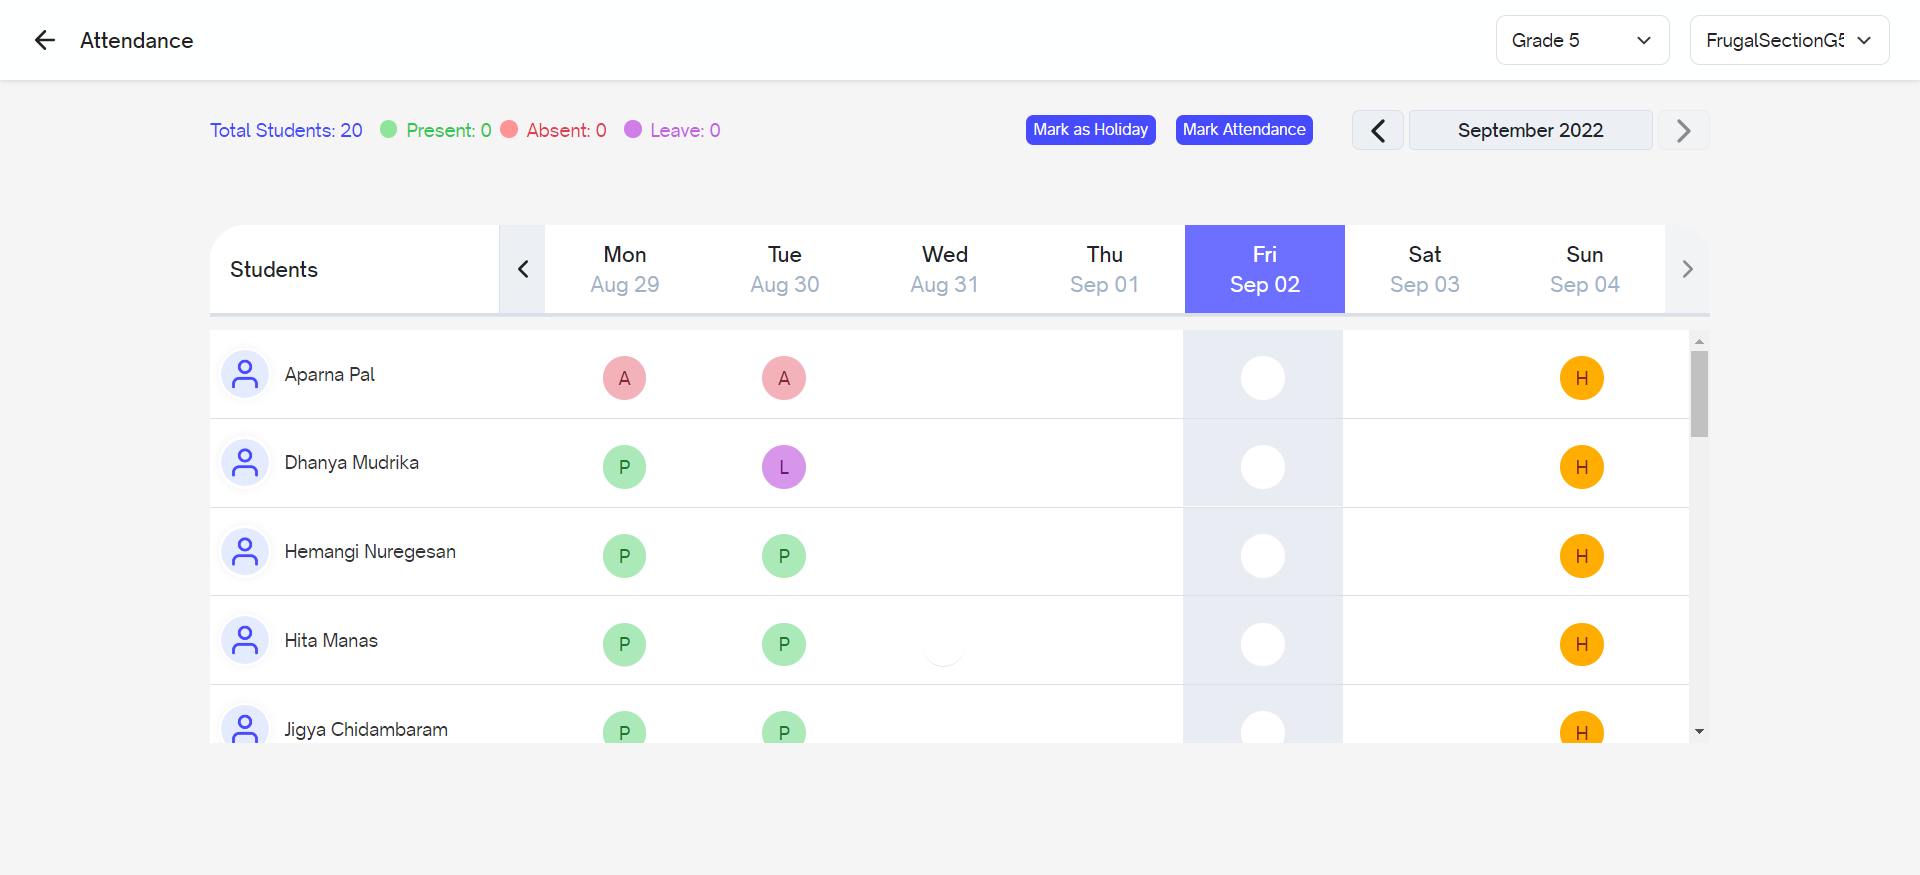 Attendance
Grade 5
FrugalSectionG5
Total Students: 20 Present: 0 Absent: 0 Leave: 0
Mark as Holiday
Mark Attendance
September 2022
Students
Mon Tue Wed Thu Fri Sat Sun
Aug 29 Aug 30 Aug 31 Sep 01 Sep 02 Sep 03 Sep 04
Aparna Pal A A H
Dhanya Mudrika P L H
Hemangi Nuregesan P P H
Hita Manas P P H
Jigya Chidambaram P P H